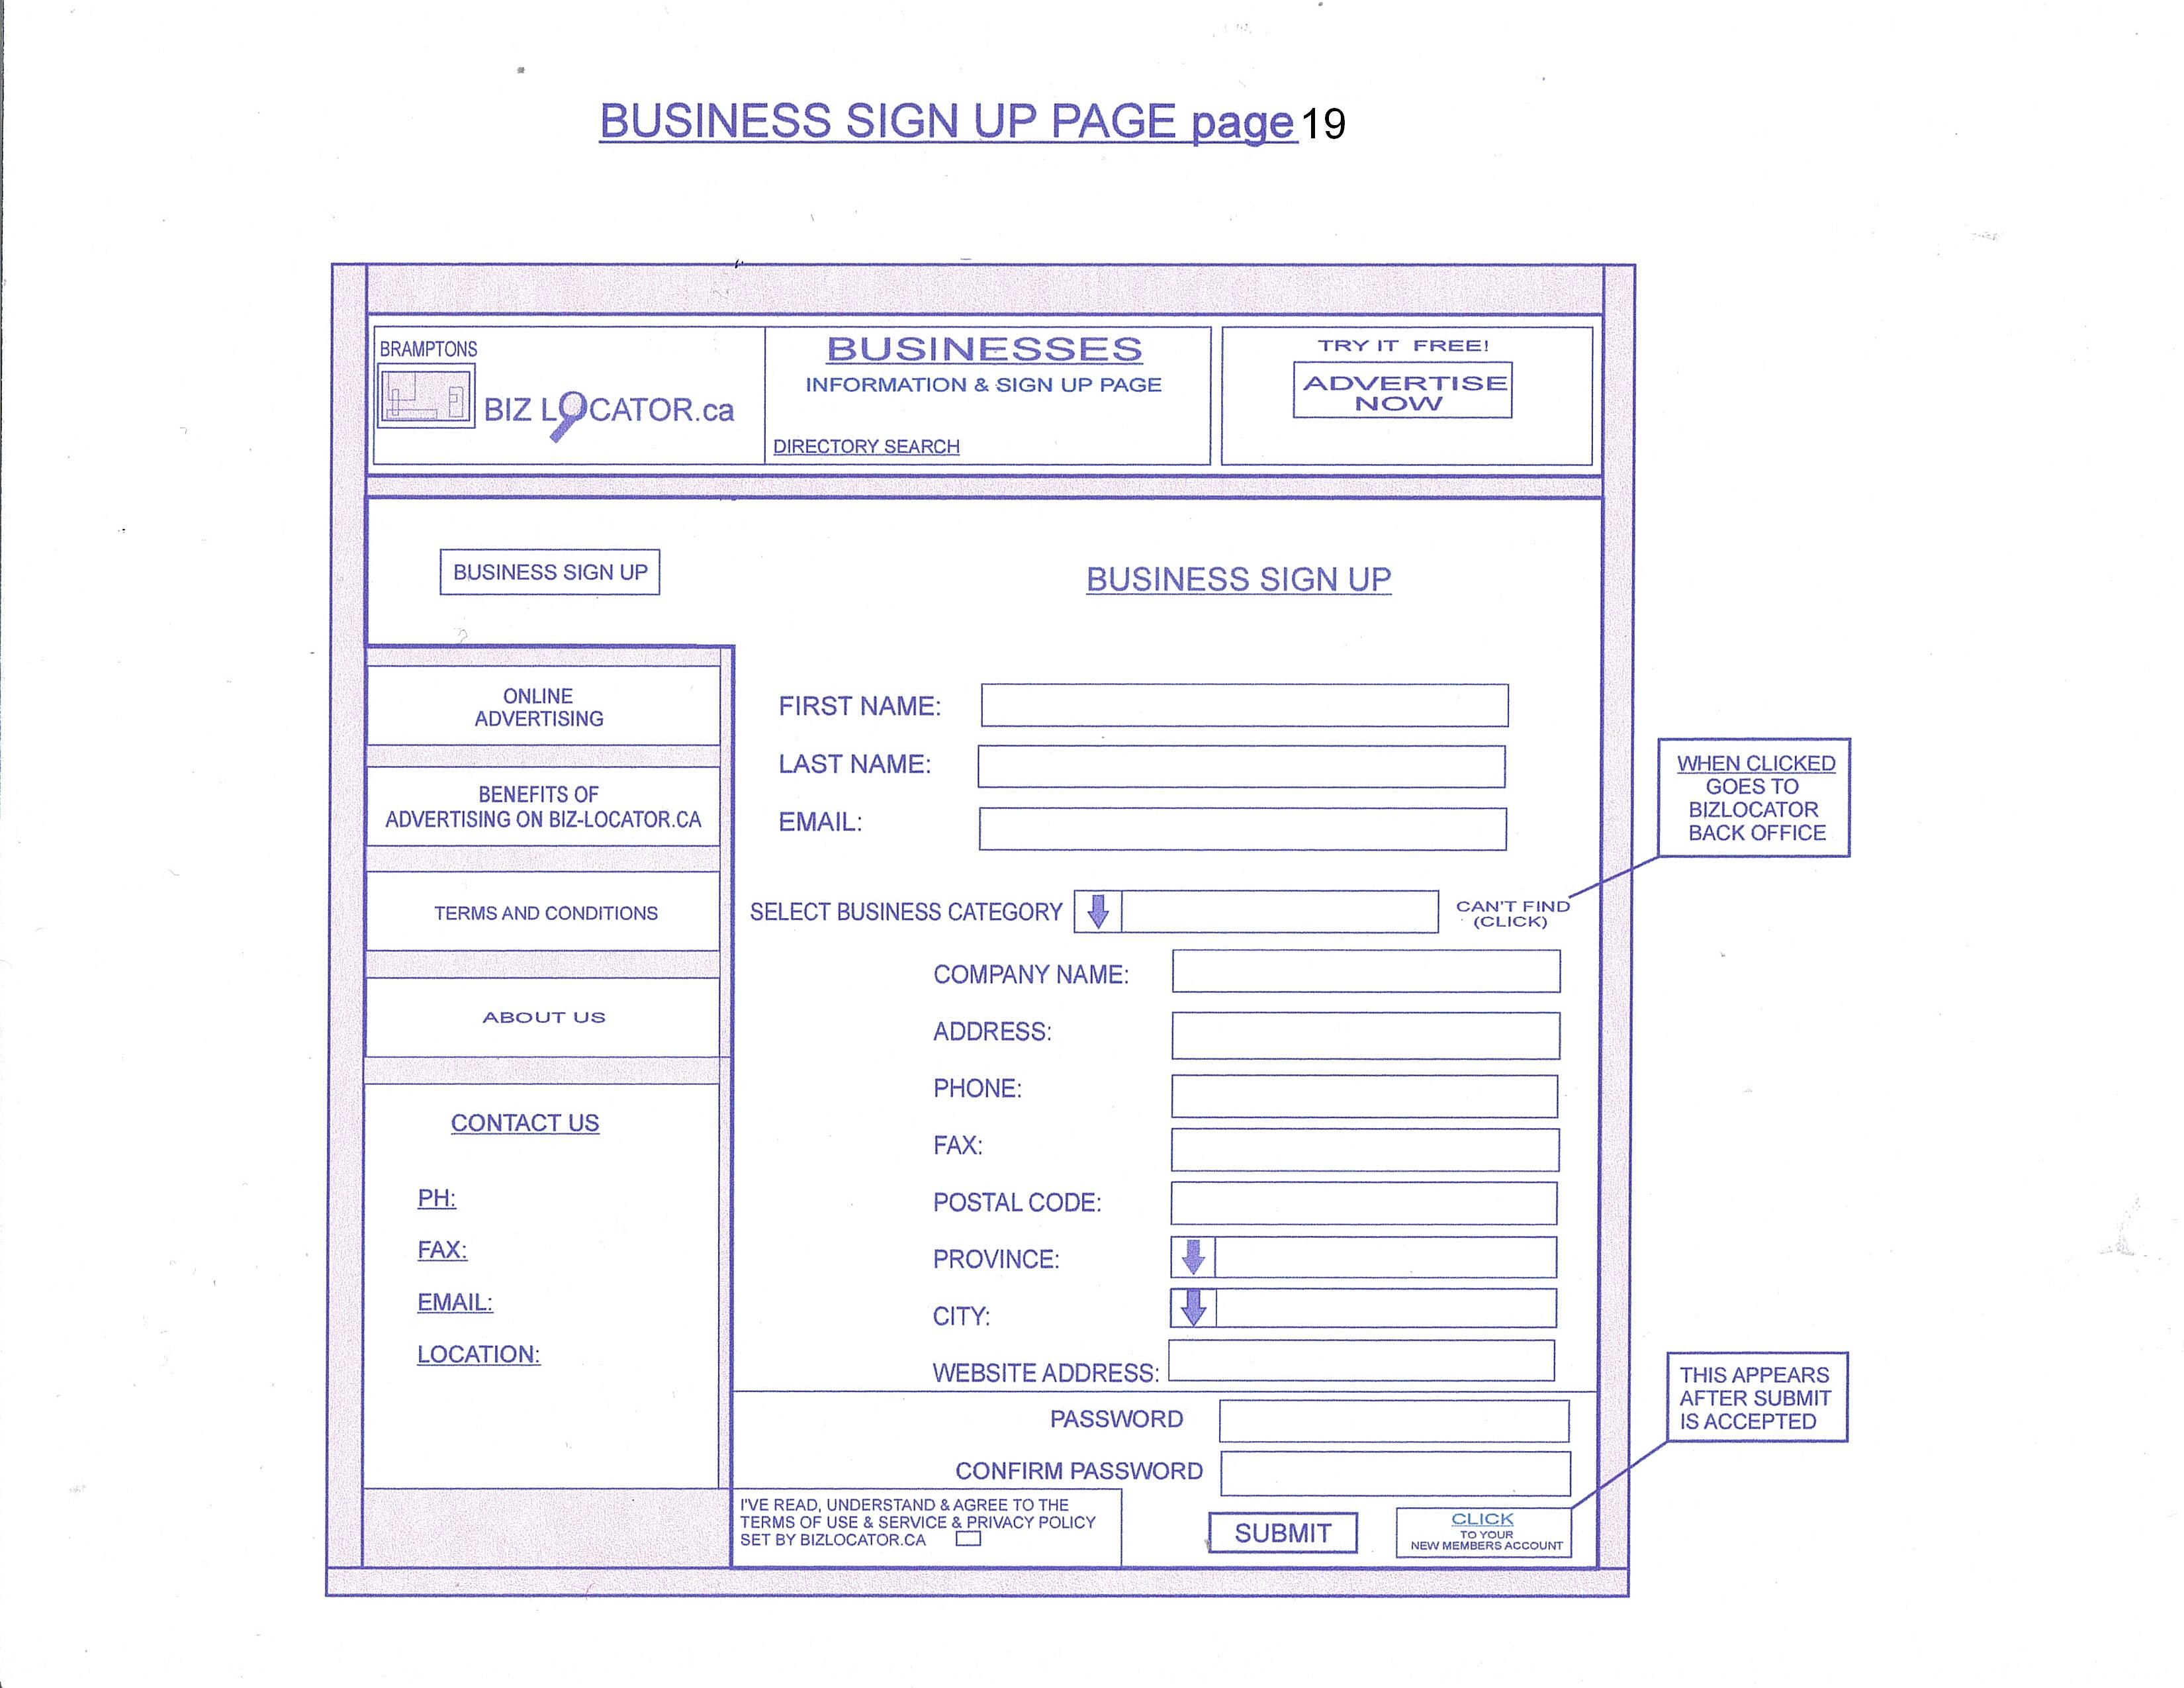 BUSINESS SIGN UP PAGE page 19
BRAMPTONS
BIZ LOCATOR.ca
BUSINESSES
INFORMATION & SIGN UP PAGE
DIRECTORY SEARCH
TRY IT FREE!
ADVERTISE
NOW
BUSINESS SIGN UP
BUSINESS SIGN UP
ONLINE
ADVERTISING
BENEFITS OF
ADVERTISING ON BIZ-LOCATOR.CA
TERMS AND CONDITIONS
ABOUT US
CONTACT US
PH:
FAX:
EMAIL:
LOCATION:
FIRST NAME:
LAST NAME:
EMAIL:
SELECT BUSINESS CATEGORY
CAN'T FIND
(CLICK)
WHEN CLICKED
GOES TO
BIZLOCATOR
BACK OFFICE
COMPANY NAME:
ADDRESS:
PHONE:
FAX:
POSTAL CODE:
PROVINCE:
CITY:
WEBSITE ADDRESS:
PASSWORD
CONFIRM PASSWORD
I'VE READ, UNDERSTAND & AGREE TO THE
TERMS OF USE & SERVICE & PRIVACY POLICY
SET BY BIZLOCATOR.CA
SUBMIT
CLICK
TO YOUR
NEW MEMBERS ACCOUNT
THIS APPEARS
AFTER SUBMIT
IS ACCEPTED